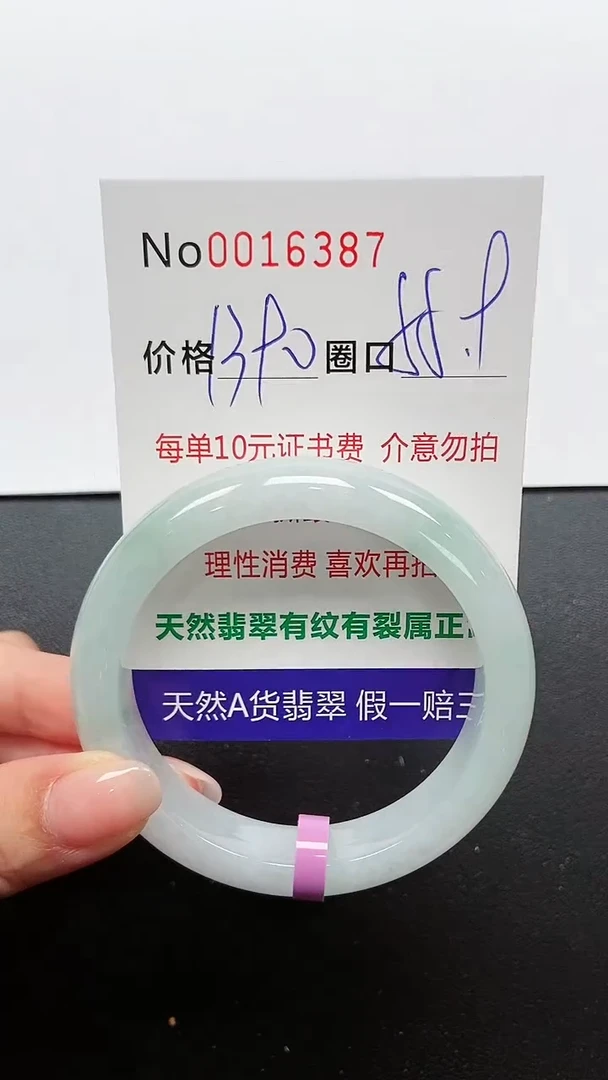 No0016387
价格 圈口
每单10元证书费 介意勿拍
理性消费 喜欢再拍
天然翡翠有纹有裂属正
天然A货翡翠 假一赔三